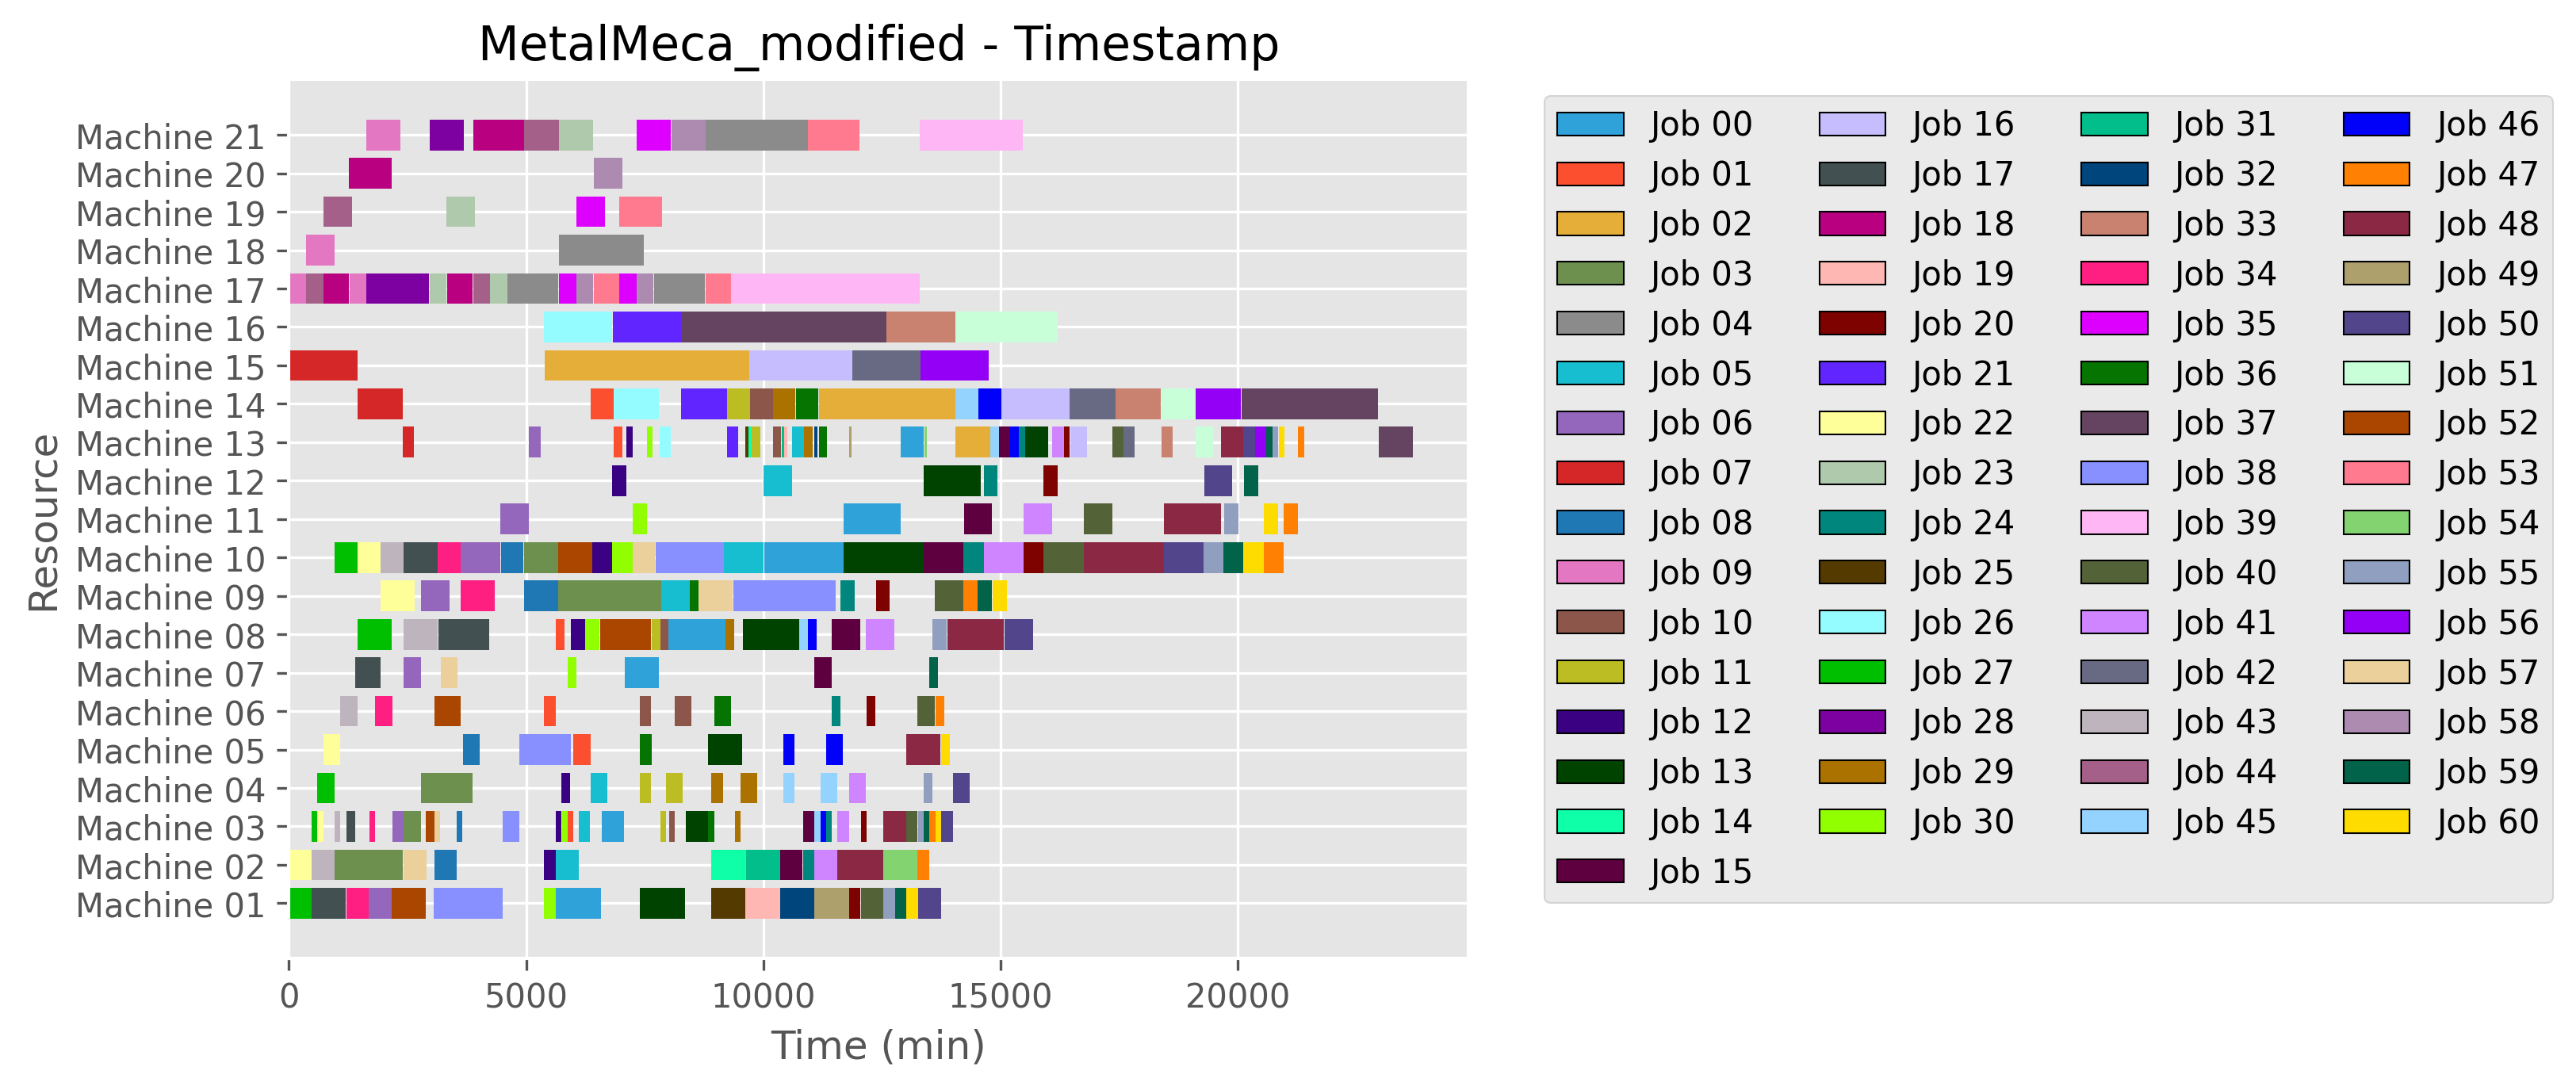 MetalMeca_modified - Timestamp
Resource
Machine 21
Machine 20
Machine 19
Machine 18
Machine 17
Machine 16
Machine 15
Machine 14
Machine 13
Machine 12
Machine 11
Machine 10
Machine 09
Machine 08
Machine 07
Machine 06
Machine 05
Machine 04
Machine 03
Machine 02
Machine 01
0 5000 10000 15000 20000
Time (min)
Job 00
Job 01
Job 02
Job 03
Job 04
Job 05
Job 06
Job 07
Job 08
Job 09
Job 10
Job 11
Job 12
Job 13
Job 14
Job 15
Job 16
Job 17
Job 18
Job 19
Job 20
Job 21
Job 22
Job 23
Job 24
Job 25
Job 26
Job 27
Job 28
Job 29
Job 30
Job 31
Job 32
Job 33
Job 34
Job 35
Job 36
Job 37
Job 38
Job 39
Job 40
Job 41
Job 42
Job 43
Job 44
Job 45
Job 46
Job 47
Job 48
Job 49
Job 50
Job 51
Job 52
Job 53
Job 54
Job 55
Job 56
Job 57
Job 58
Job 59
Job 60